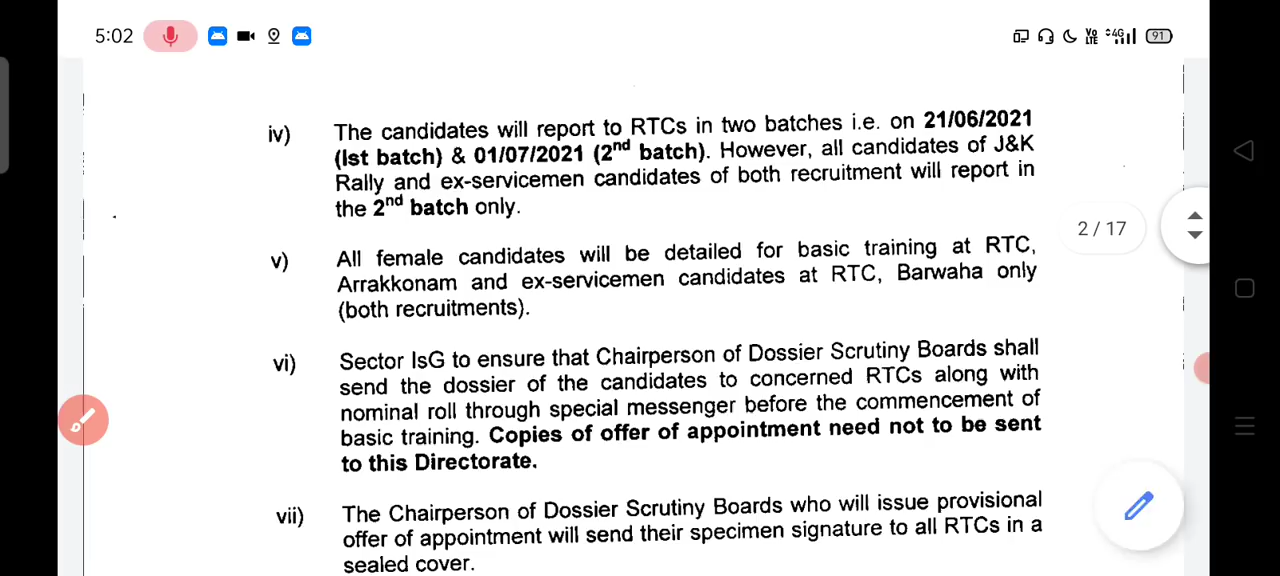 5:02
VO LTE 4G 91
iv) The candidates will report to RTCs in two batches i.e. on 21/06/2021
(Ist batch) & 01/07/2021 (2nd batch). However, all candidates of J&K
Rally and ex-servicemen candidates of both recruitment will report in
the 2nd batch only.
2 / 17
v) All female candidates will be detailed for basic training at RTC,
Arrakkonam and ex-servicemen candidates at RTC, Barwaha only
(both recruitments).
vi) Sector IsG to ensure that Chairperson of Dossier Scrutiny Boards shall
send the dossier of the candidates to concerned RTCs along with
nominal roll through special messenger before the commencement of
basic training. Copies of offer of appointment need not to be sent
to this Directorate.
vii) The Chairperson of Dossier Scrutiny Boards who will issue provisional
offer of appointment will send their specimen signature to all RTCs in a
sealed cover.